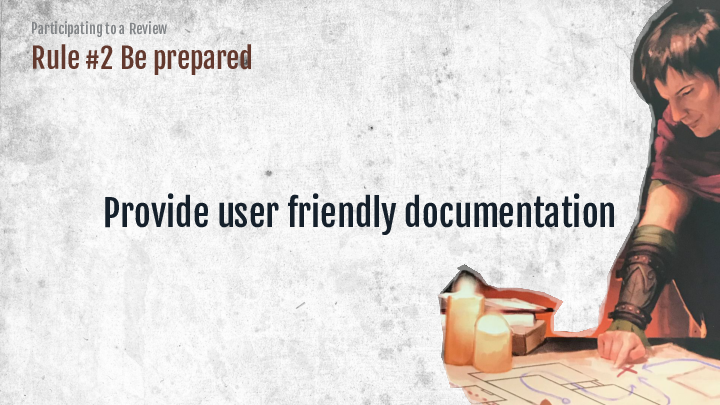 Participating to a Review
Rule #2 Be prepared
Provide user friendly documentation